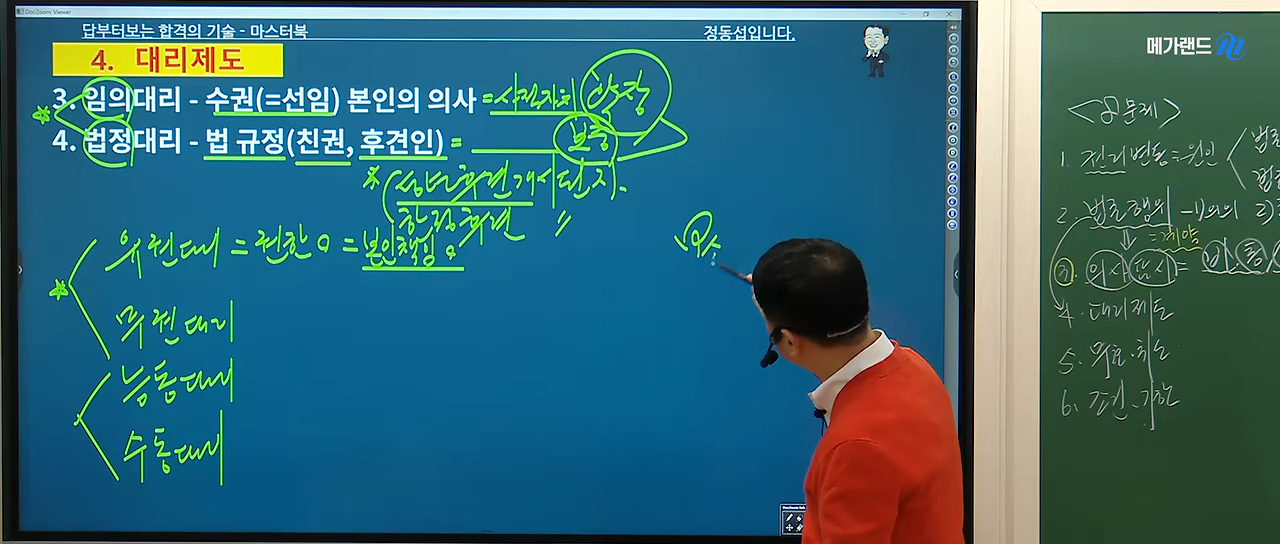 DocZoom Viewer
답부터보는 합격의 기술 - 마스터북
정동섭입니다.
4. 대리제도
3. 임의대리 - 수권(=선임) 본인의 의사 = 사적자치 확장
4. 법정대리 - 법 규정(친권, 후견인) = 보충
성년후견개시
한정후견 〃
유권대리 = 권한 o = 본인책임 o
무권대리
능동대리
수동대리
메가랜드
<문제>
1. 권리변동 = 원인
2. 법률행위
= 계약
3. 의사표시 =
4. 대리제도
5. 무효·취소
6. 조건·기한